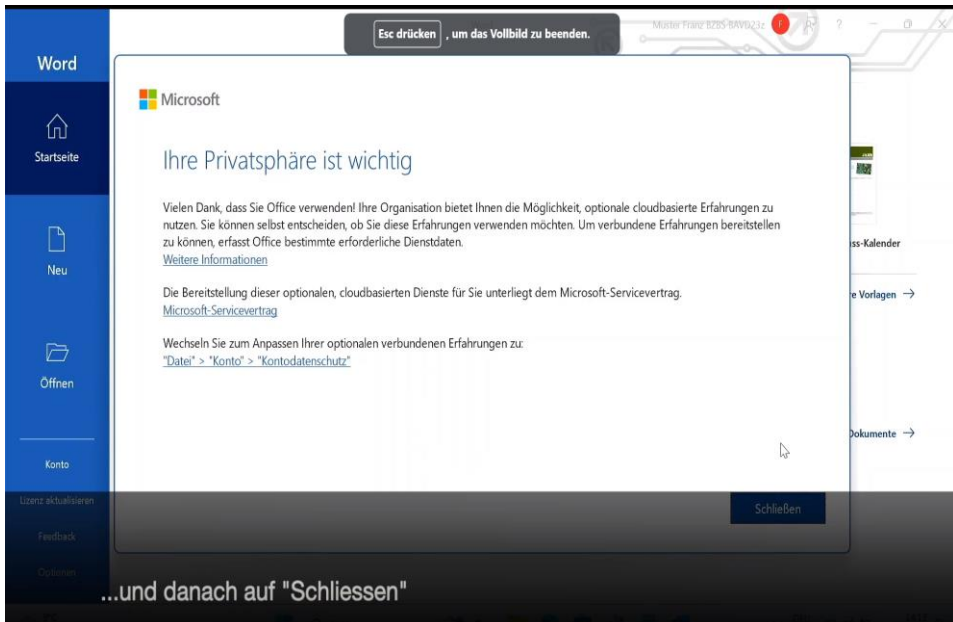 Esc drücken , um das Vollbild zu beenden.
Muster Franz BZBS-BAVD23z
F
?
Word
Startseite
Neu
Öffnen
Konto
Lizenz aktualisieren
Feedback
Optionen
Microsoft
Ihre Privatsphäre ist wichtig
Vielen Dank, dass Sie Office verwenden! Ihre Organisation bietet Ihnen die Möglichkeit, optionale cloudbasierte Erfahrungen zu
nutzen. Sie können selbst entscheiden, ob Sie diese Erfahrungen verwenden möchten. Um verbundene Erfahrungen bereitstellen
zu können, erfasst Office bestimmte erforderliche Dienstdaten.
Weitere Informationen
Die Bereitstellung dieser optionalen, cloudbasierten Dienste für Sie unterliegt dem Microsoft-Servicevertrag.
Microsoft-Servicevertrag
Wechseln Sie zum Anpassen Ihrer optionalen verbundenen Erfahrungen zu:
"Datei" > "Konto" > "Kontodatenschutz"
Schließen
ss-Kalender
e Vorlagen →
Dokumente →
...und danach auf "Schliessen"